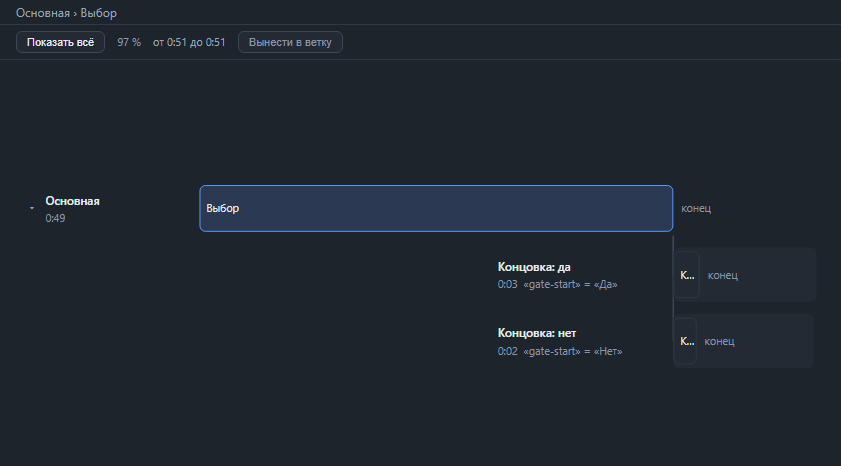 Основная › Выбор
Показать всё 97 % от 0:51 до 0:51 Вынести в ветку
Основная
0:49
Выбор
конец
Концовка: да
0:03 «gate-start» = «Да»
К...
конец
Концовка: нет
0:02 «gate-start» = «Нет»
К...
конец